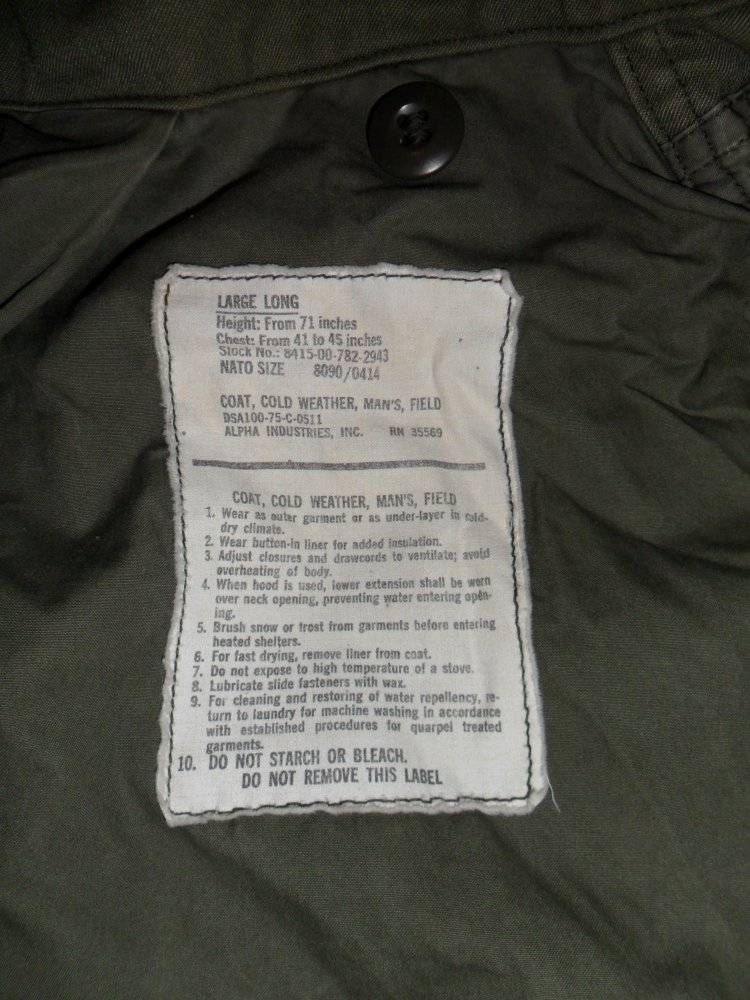 LARGE LONG
Height: From 71 inches
Chest: From 41 to 45 inches
Stock No.: 8415-00-782-2943
NATO SIZE 8090/0414
COAT, COLD WEATHER, MAN'S, FIELD
DSA100-75-C-0511
ALPHA INDUSTRIES, INC. RN 35569
COAT, COLD WEATHER, MAN'S, FIELD
1. Wear as outer garment or as under-layer in cold-
dry climate.
2. Wear button-in liner for added insulation.
3. Adjust closures and drawcords to ventilate; avoid
overheating of body.
4. When hood is used, lower extension shall be worn
over neck opening, preventing water entering open-
ing.
5. Brush snow or frost from garments before entering
heated shelters.
6. For fast drying, remove liner from coat.
7. Do not expose to high temperature of a stove.
8. Lubricate slide fasteners with wax.
9. For cleaning and restoring of water repellency, re-
turn to laundry for machine washing in accordance
with established procedures for quarpel treated
garments.
10. DO NOT STARCH OR BLEACH.
DO NOT REMOVE THIS LABEL